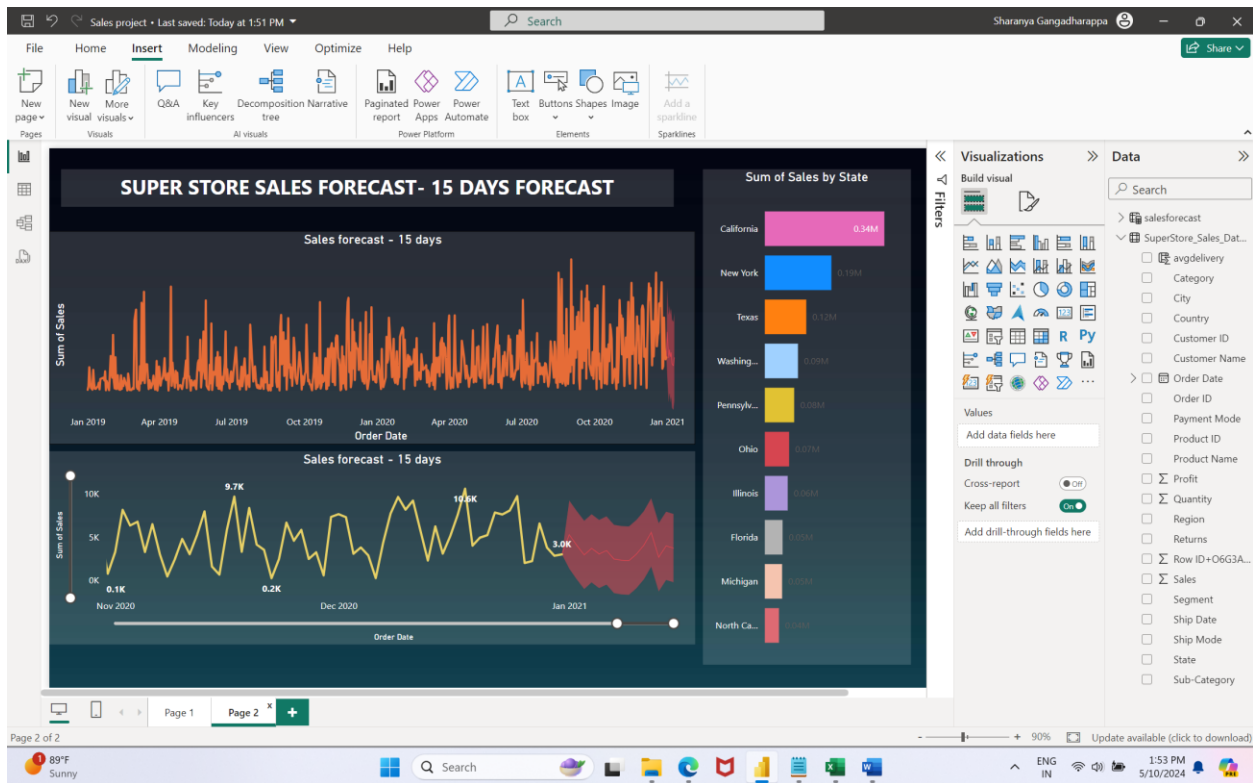 Sales project • Last saved: Today at 1:51 PM
Search
Sharanya Gangadharappa
File Home Insert Modeling View Optimize Help
Share
New page
New visual
More visuals
Q&A
Key influencers
Decomposition tree
Narrative
Paginated report
Power Apps
Power Automate
Text box
Buttons
Shapes
Image
Add a sparkline
Pages
Visuals
AI visuals
Power Platform
Elements
Sparklines
SUPER STORE SALES FORECAST- 15 DAYS FORECAST
Sales forecast - 15 days
Sum of Sales
Jan 2019 Apr 2019 Jul 2019 Oct 2019 Jan 2020 Apr 2020 Jul 2020 Oct 2020 Jan 2021
Order Date
Sales forecast - 15 days
Sum of Sales
10K
5K
0K
9.7K
10.6K
3.0K
0.1K
0.2K
Nov 2020 Dec 2020 Jan 2021
Order Date
Sum of Sales by State
California 0.34M
New York 0.19M
Texas 0.12M
Washing... 0.09M
Pennsylv... 0.08M
Ohio 0.07M
Illinois 0.06M
Florida 0.05M
Michigan 0.05M
North Ca...
Filters
Visualizations
Build visual
R Py
123
Values
Add data fields here
Drill through
Cross-report Off
Keep all filters On
Add drill-through fields here
Data
Search
salesforecast
SuperStore_Sales_Dat...
avgdelivery
Category
City
Country
Customer ID
Customer Name
Order Date
Order ID
Payment Mode
Product ID
Product Name
Profit
Quantity
Region
Returns
Row ID+O6G3A...
Sales
Segment
Ship Date
Ship Mode
State
Sub-Category
Page 1
Page 2
Page 2 of 2
90%
Update available (click to download)
1
89°F
Sunny
Search
ENG
IN
1:53 PM
5/10/2024